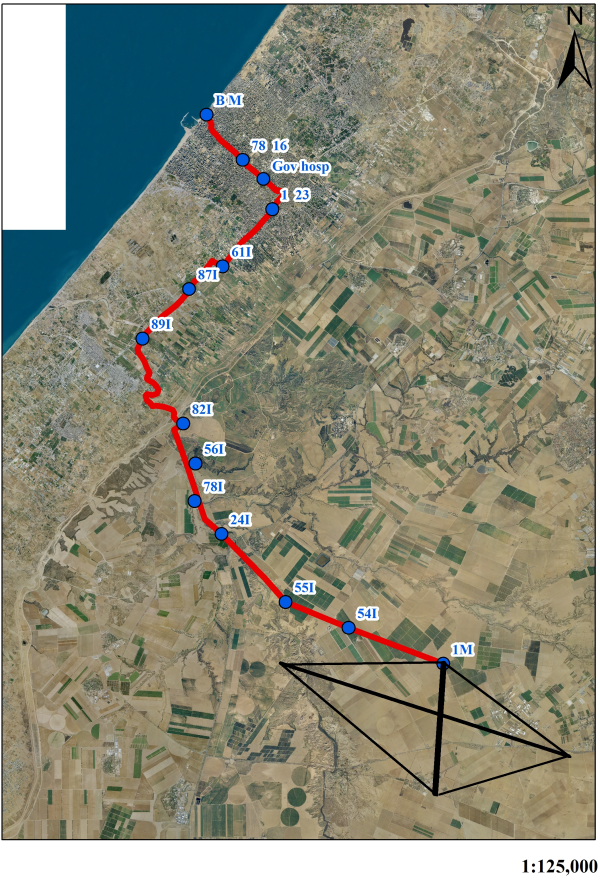 N
B M
78 16
Gov hosp
1 23
61I
87I
89I
82I
56I
78I
24I
55I
54I
1M
1:125,000